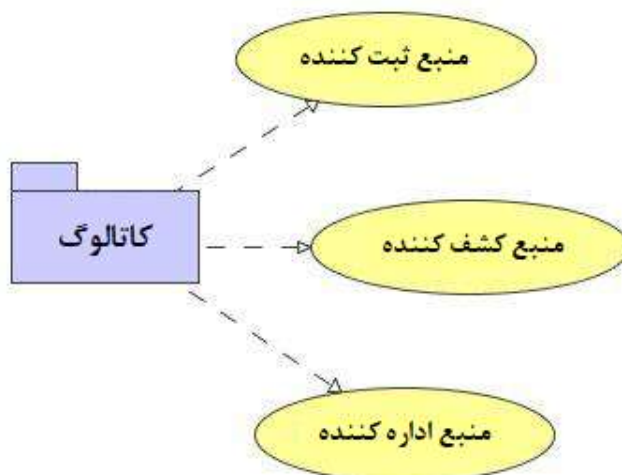 منبع ثبت کننده
کاتالوگ
منبع کشف کننده
منبع اداره کننده